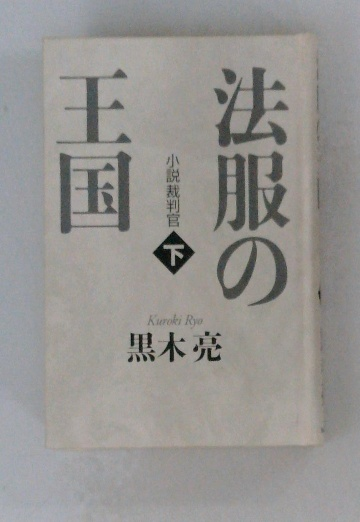 法服の
王国
小説裁判官
下
Kuroki Ryo
黒木亮